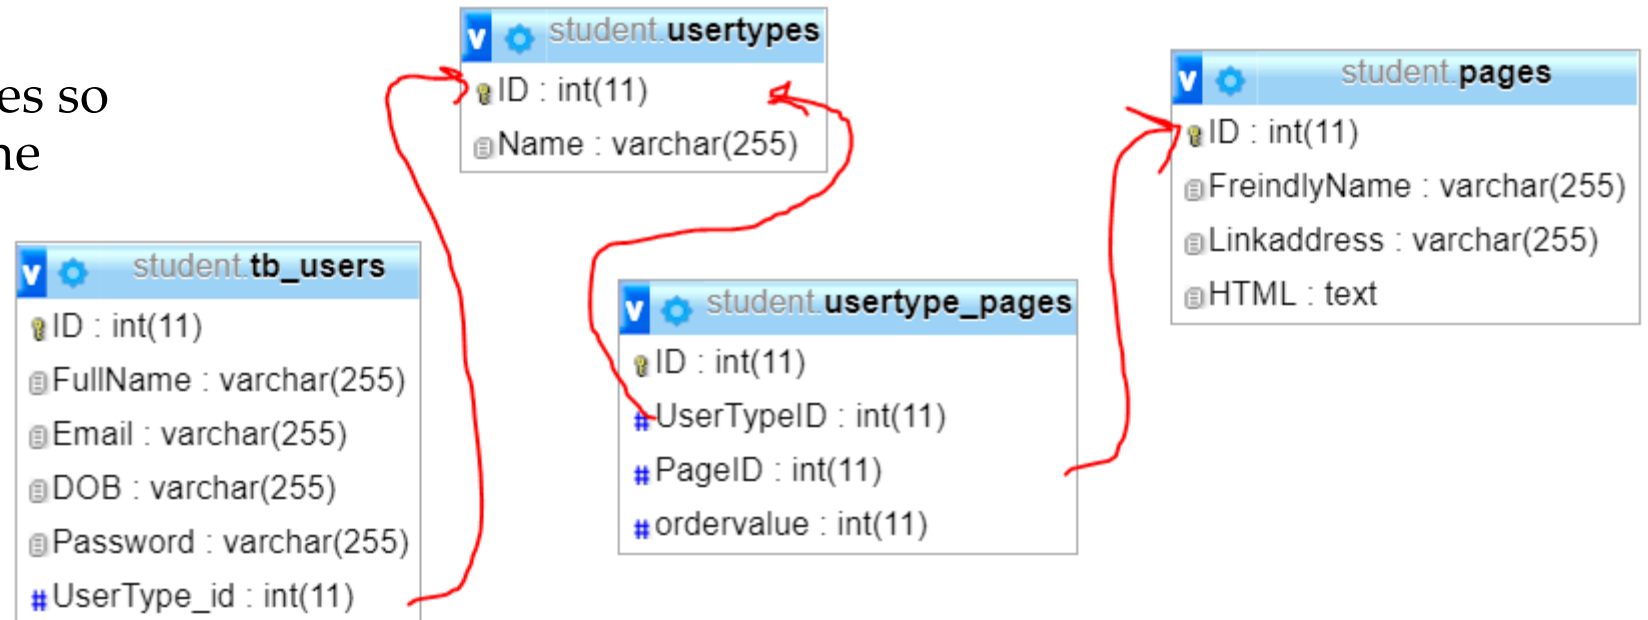 es so
ne
student.usertypes
ID : int(11)
Name : varchar(255)
student.pages
ID : int(11)
FreindlyName : varchar(255)
Linkaddress : varchar(255)
HTML : text
student.tb_users
ID : int(11)
FullName : varchar(255)
Email : varchar(255)
DOB : varchar(255)
Password : varchar(255)
UserType_id : int(11)
student.usertype_pages
ID : int(11)
UserTypeID : int(11)
PageID : int(11)
ordervalue : int(11)